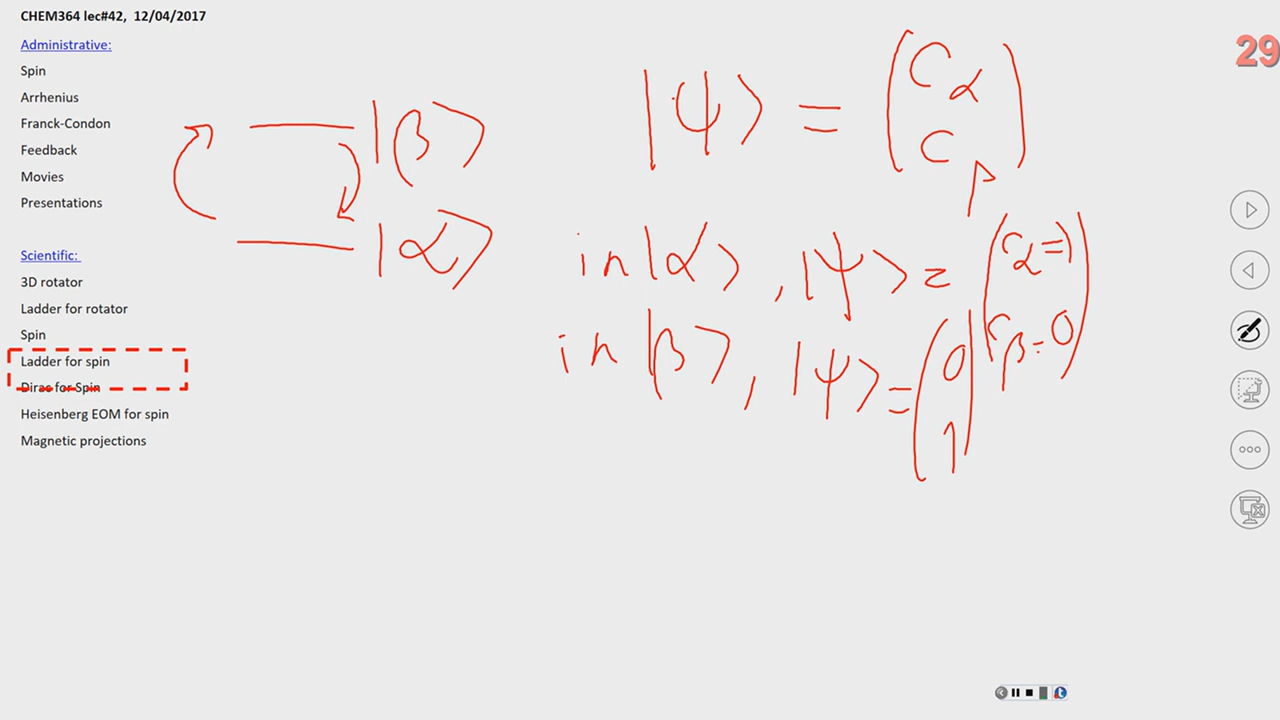 CHEM364 lec#42, 12/04/2017
Administrative:
Spin
Arrhenius
Franck-Condon
Feedback
Movies
Presentations
Scientific:
3D rotator
Ladder for rotator
Spin
Ladder for spin
Dirac for Spin
Heisenberg EOM for spin
Magnetic projections
|β⟩
|α⟩
|ψ⟩ = (Cα
Cβ)
in |α⟩, |ψ⟩ = (Cα=1
Cβ=0)
in |β⟩, |ψ⟩ = (0
1)
29